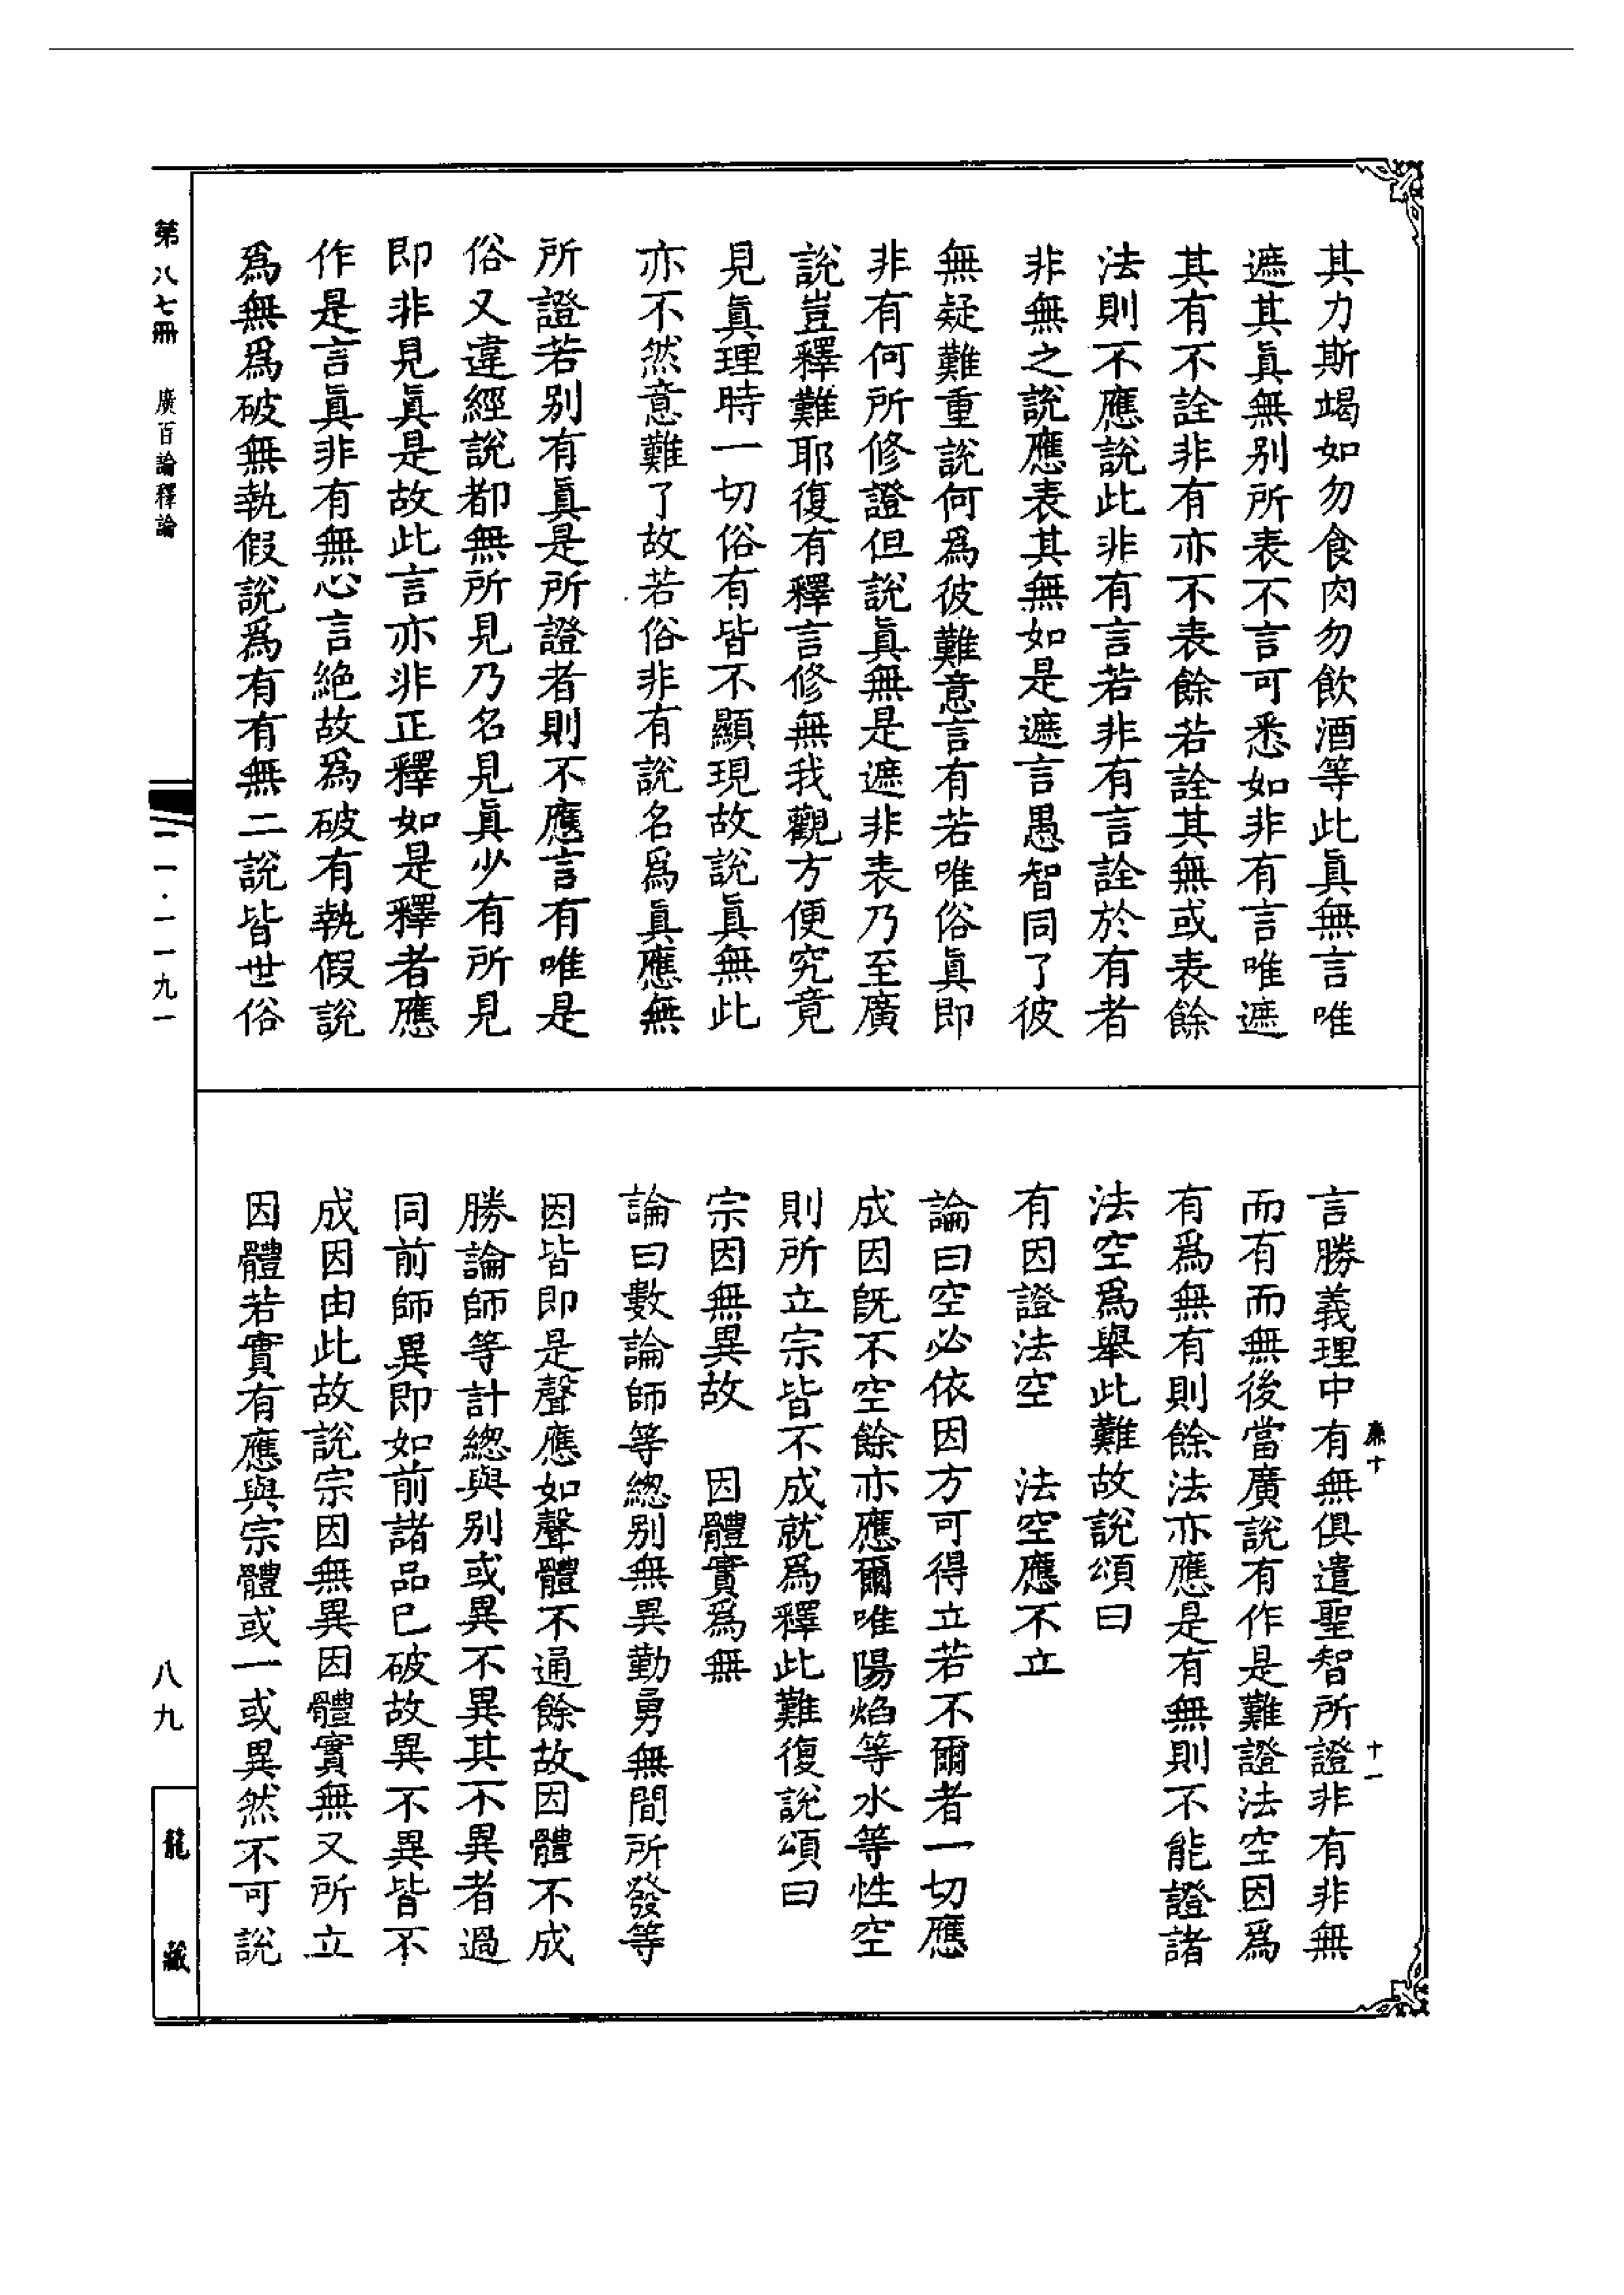 其力斯竭如勿食肉勿飲酒等此眞無言唯
遮其眞無別所表不言可悉如非有言唯遮
其有不詮非有亦不表餘若詮其無或表餘
法則不應說此非有言若非有言詮於有者
非無之說應表其無如是遮言愚智同了彼
無疑難重說何爲彼難意言有若唯俗眞即
非有何所修證但說眞無是遮非表乃至廣
說豈釋難耶復有釋言修無我觀方便究竟
見眞理時一切俗有皆不顯現故說眞無此
亦不然意難了故若俗非有說名爲眞應無
所證若別有眞是所證者則不應言有唯是
俗又違經說都無所見乃名見眞少有所見
即非見眞是故此言亦非正釋如是釋者應
作是言眞非有無心言絶故爲破有執假說
爲無爲破無執假說爲有有無二說皆世俗
言勝義理中有無俱遣聖智所證非有非無
而有而無後當廣說有作是難證法空因爲
有爲無有則餘法亦應是有無則不能證諸
法空爲舉此難故說頌曰
有因證法空　法空應不立
論曰空必依因方可得立若不爾者一切應
成因旣不空餘亦應爾唯陽焰等水等性空
則所立宗皆不成就爲釋此難復說頌曰
宗因無異故　因體實爲無
論曰數論師等總別無異勤勇無間所發等
因皆即是聲應如聲體不通餘故因體不成
勝論師等計總與別或異不異其不異者過
同前師異即如前諸品已破故異不異皆不
成因由此故說宗因無異因體實無又所立
因體若實有應與宗體或一或異然不可說
廉十
十一
第八七冊　廣百論釋論
一一·一一九一
八九
龍藏